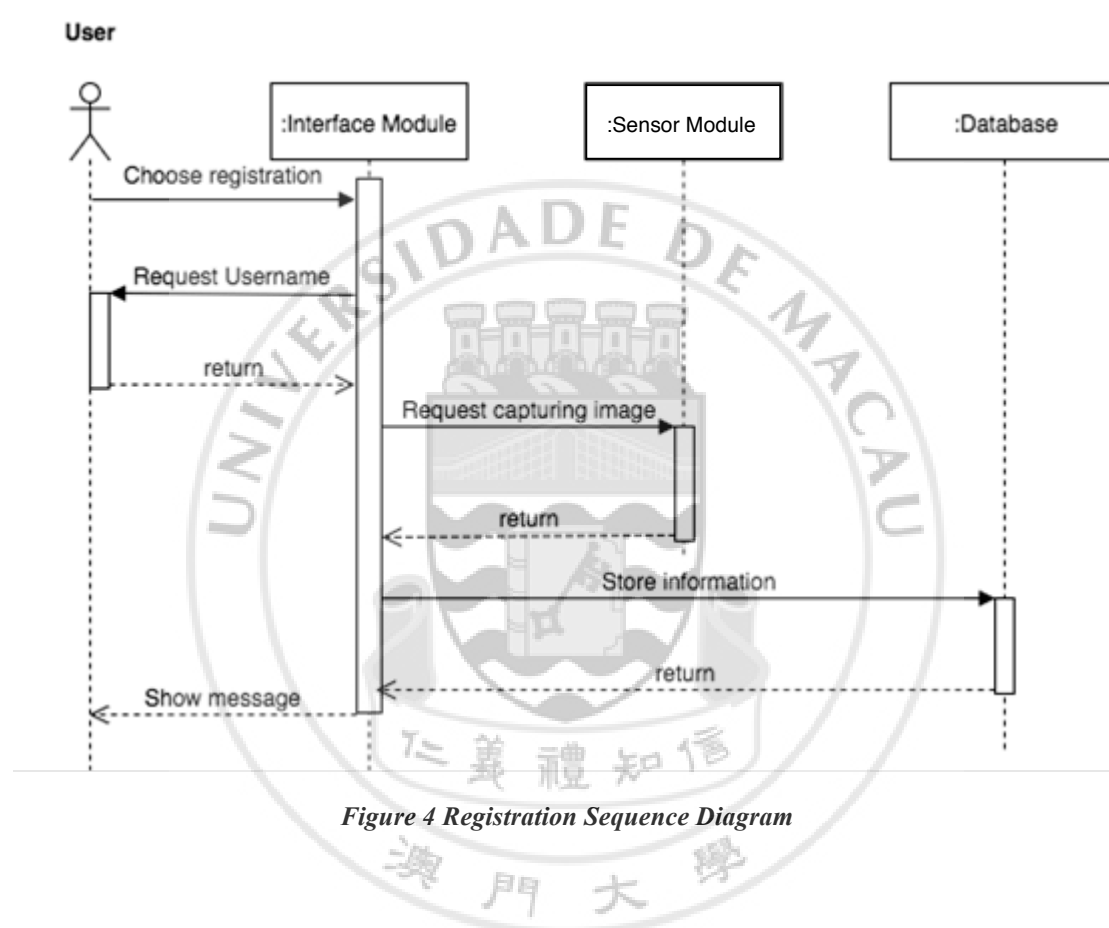 User
:Interface Module
:Sensor Module
:Database
Choose registration
Request Username
return
Request capturing image
return
Store information
return
Show message
Figure 4 Registration Sequence Diagram
UNIVERSIDADE DE MACAU
仁義禮知信
澳門大學